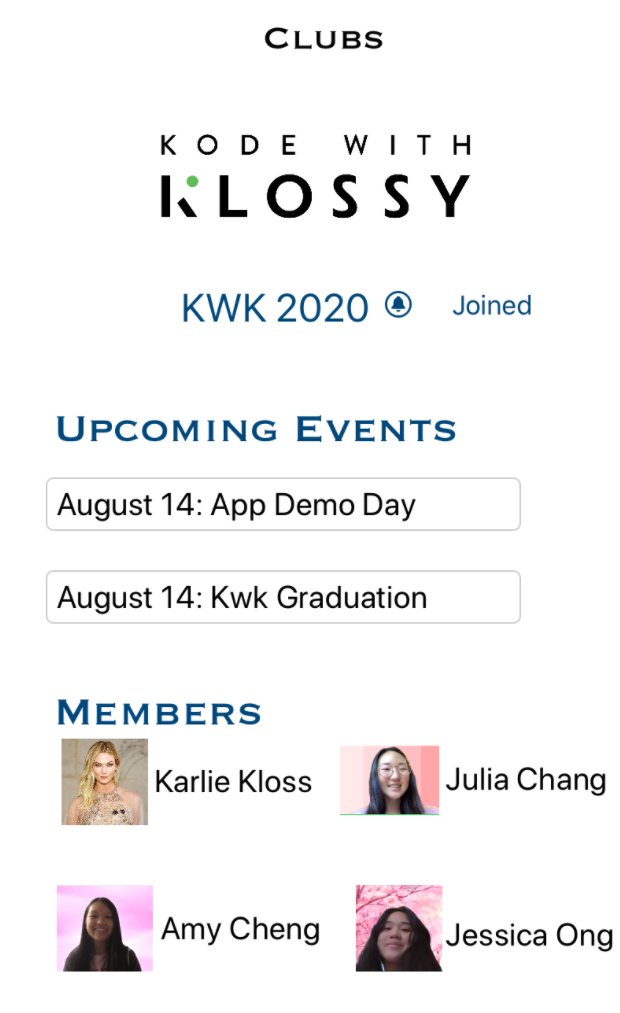 Clubs
KODE WITH
KLOSSY
KWK 2020 Joined
Upcoming Events
August 14: App Demo Day
August 14: Kwk Graduation
Members
Karlie Kloss Julia Chang
Amy Cheng Jessica Ong